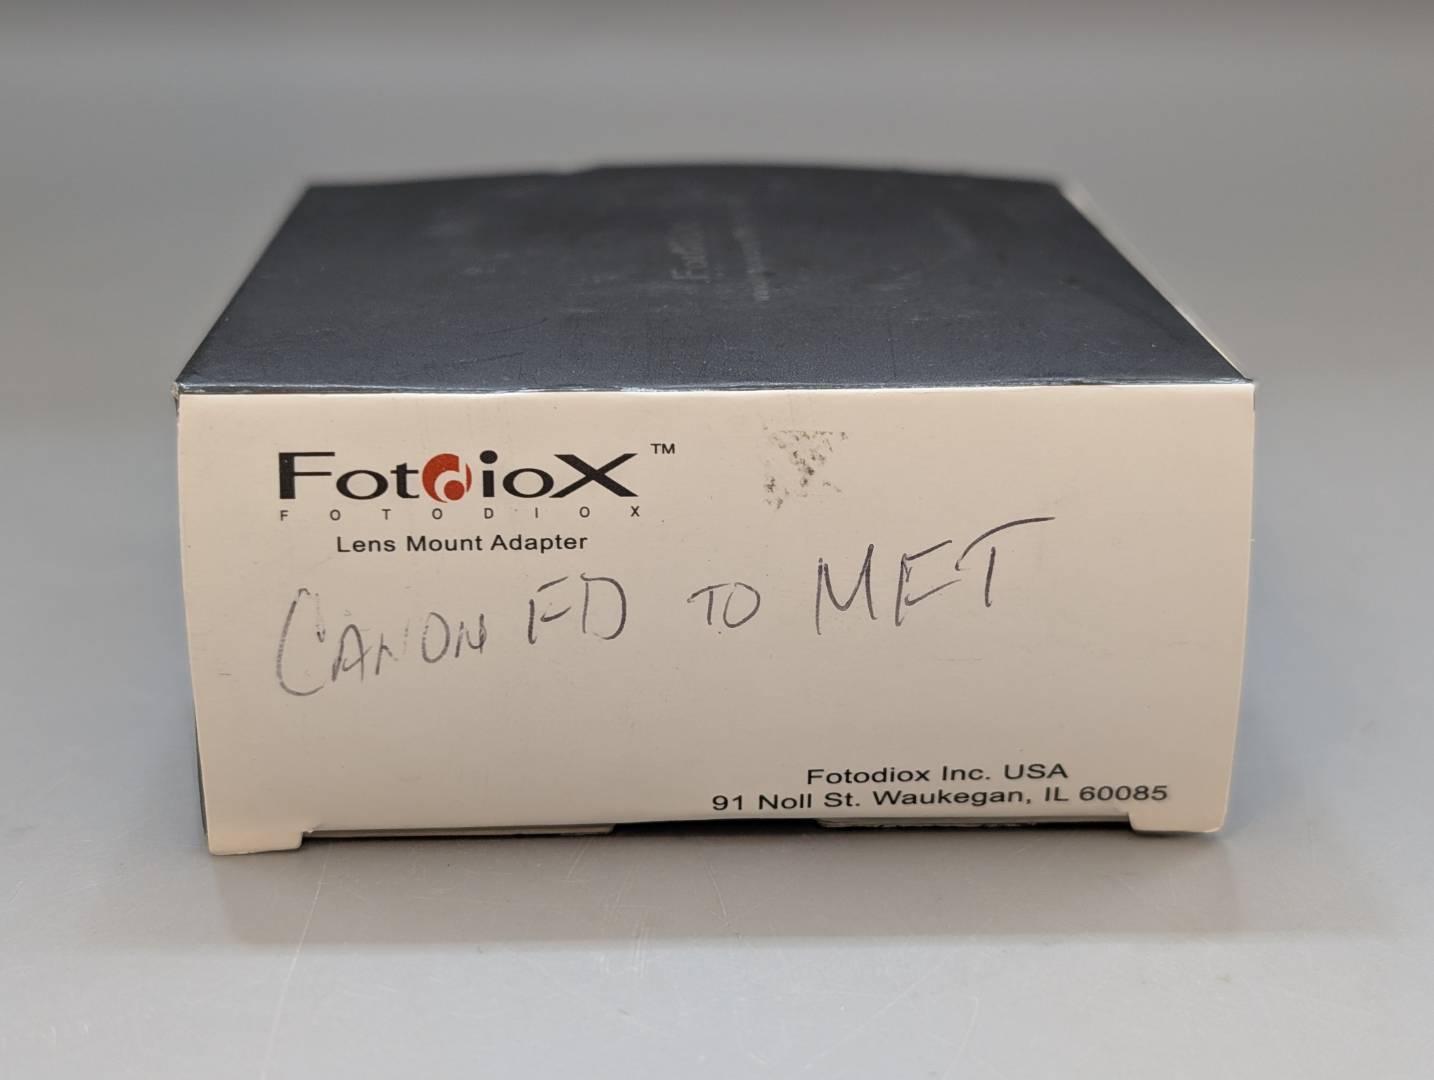 FotodioX™
FOTODIOX
Lens Mount Adapter
CANON FD TO MFT
Fotodiox Inc. USA
91 Noll St. Waukegan, IL 60085